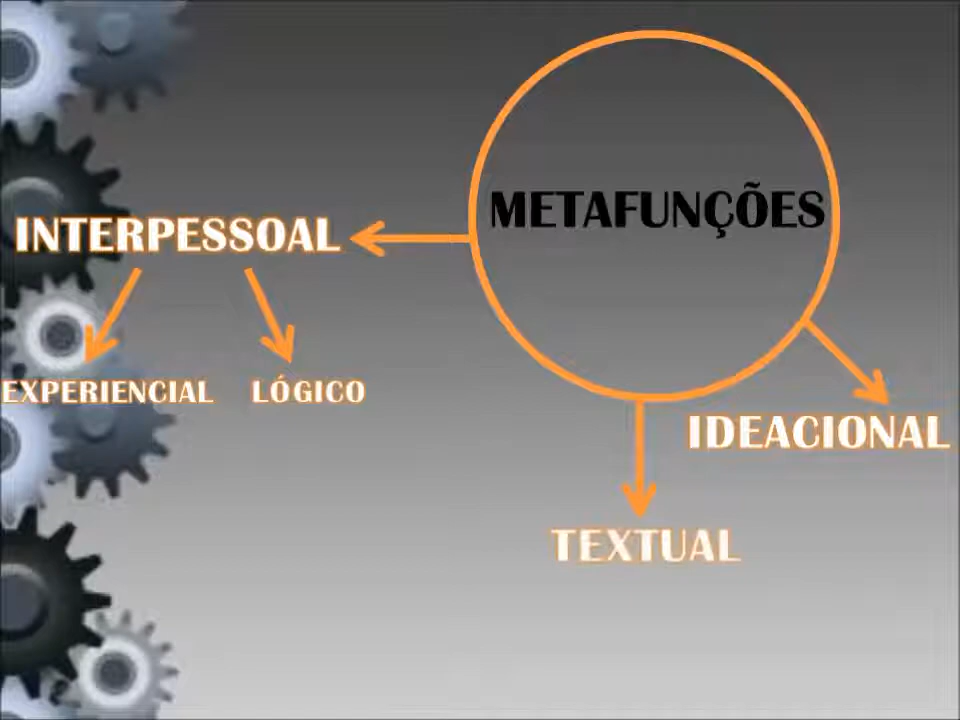 METAFUNÇÕES
INTERPESSOAL
EXPERIENCIAL
LÓGICO
IDEACIONAL
TEXTUAL